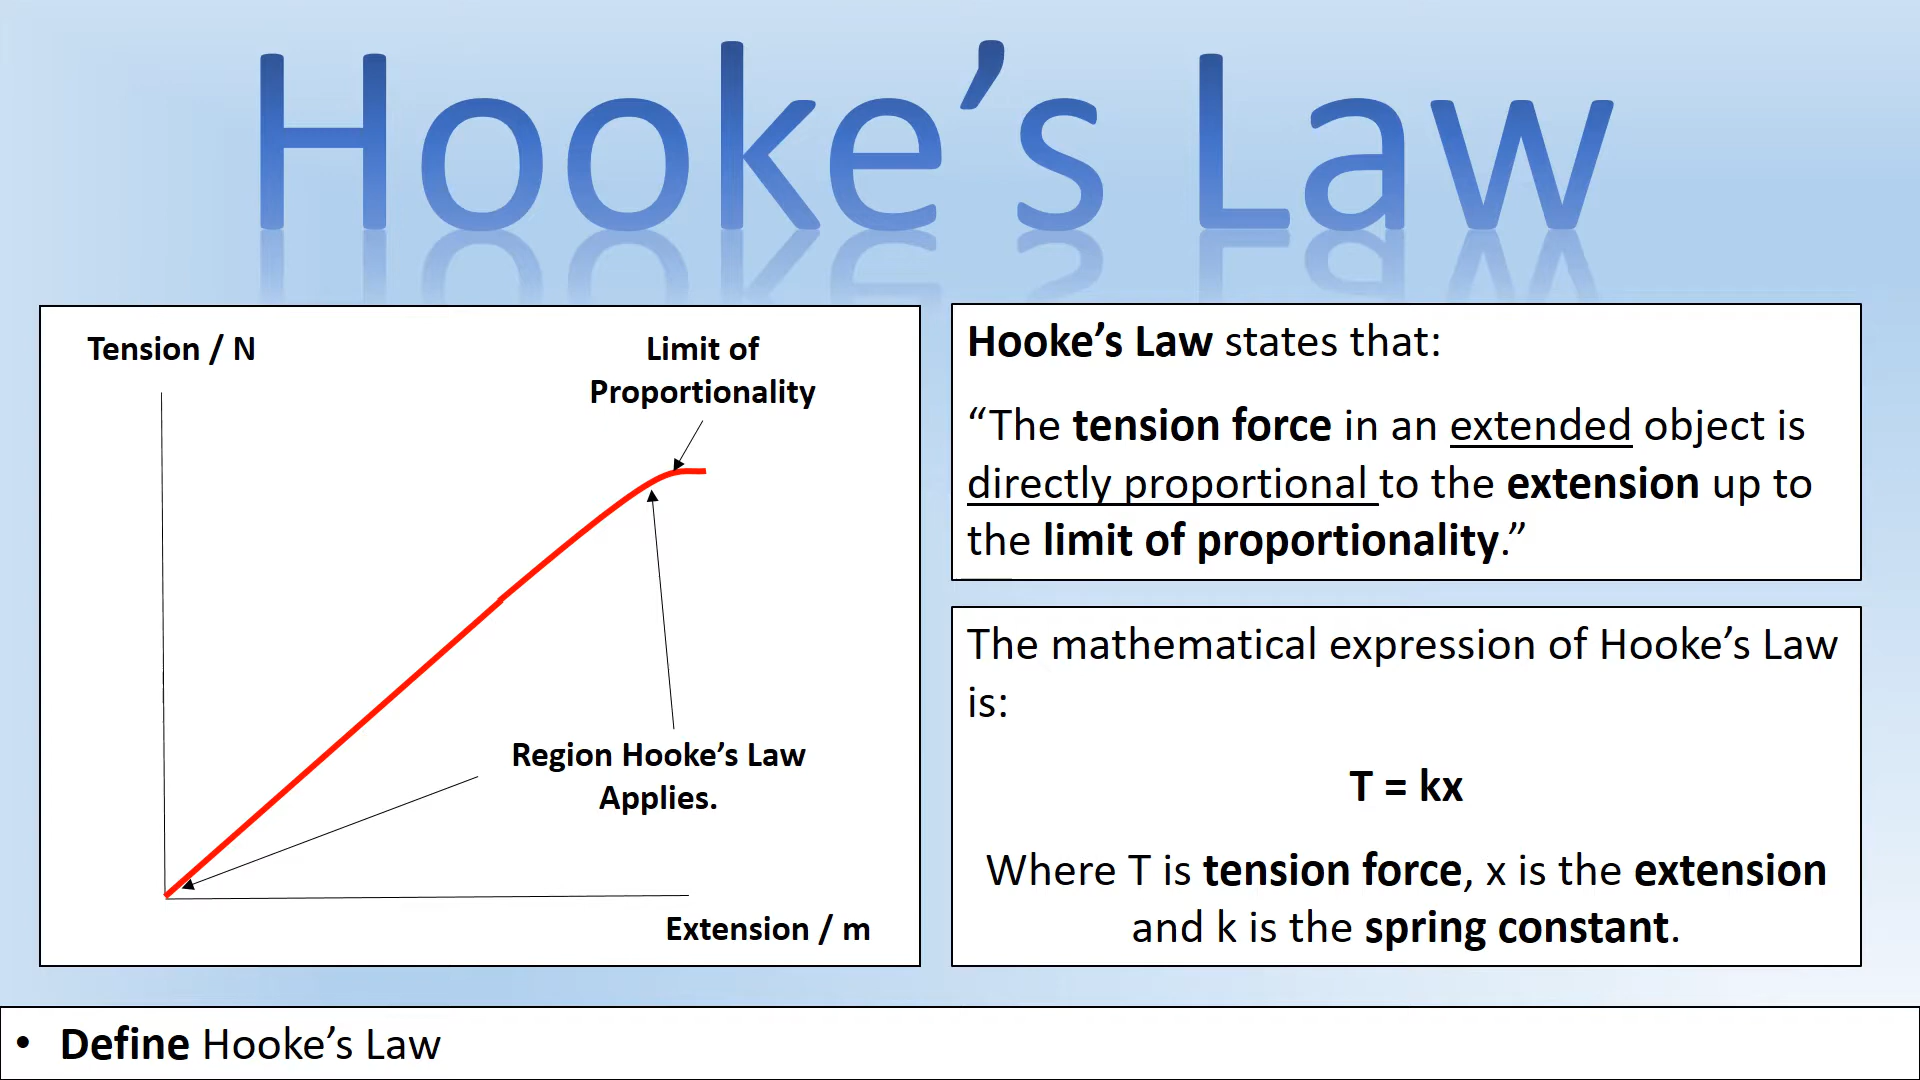 Hooke’s Law
Tension / N
Limit of
Proportionality
Region Hooke’s Law
Applies.
Extension / m
Hooke’s Law states that:
“The tension force in an extended object is
directly proportional to the extension up to
the limit of proportionality.”
The mathematical expression of Hooke’s Law
is:
T = kx
Where T is tension force, x is the extension
and k is the spring constant.
• Define Hooke’s Law